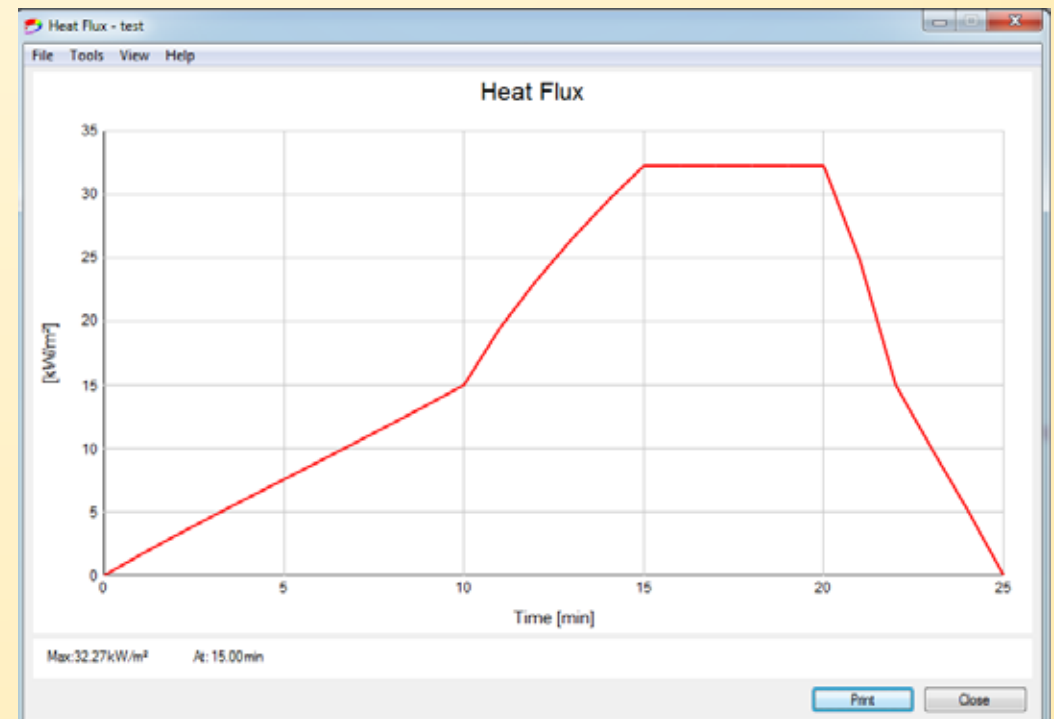 Heat Flux - test
File Tools View Help
Heat Flux
35
30
25
20
15
10
5
0
[kW/m²]
0 5 10 15 20 25
Time [min]
Max:32.27kW/m² At: 15.00min
Print Close